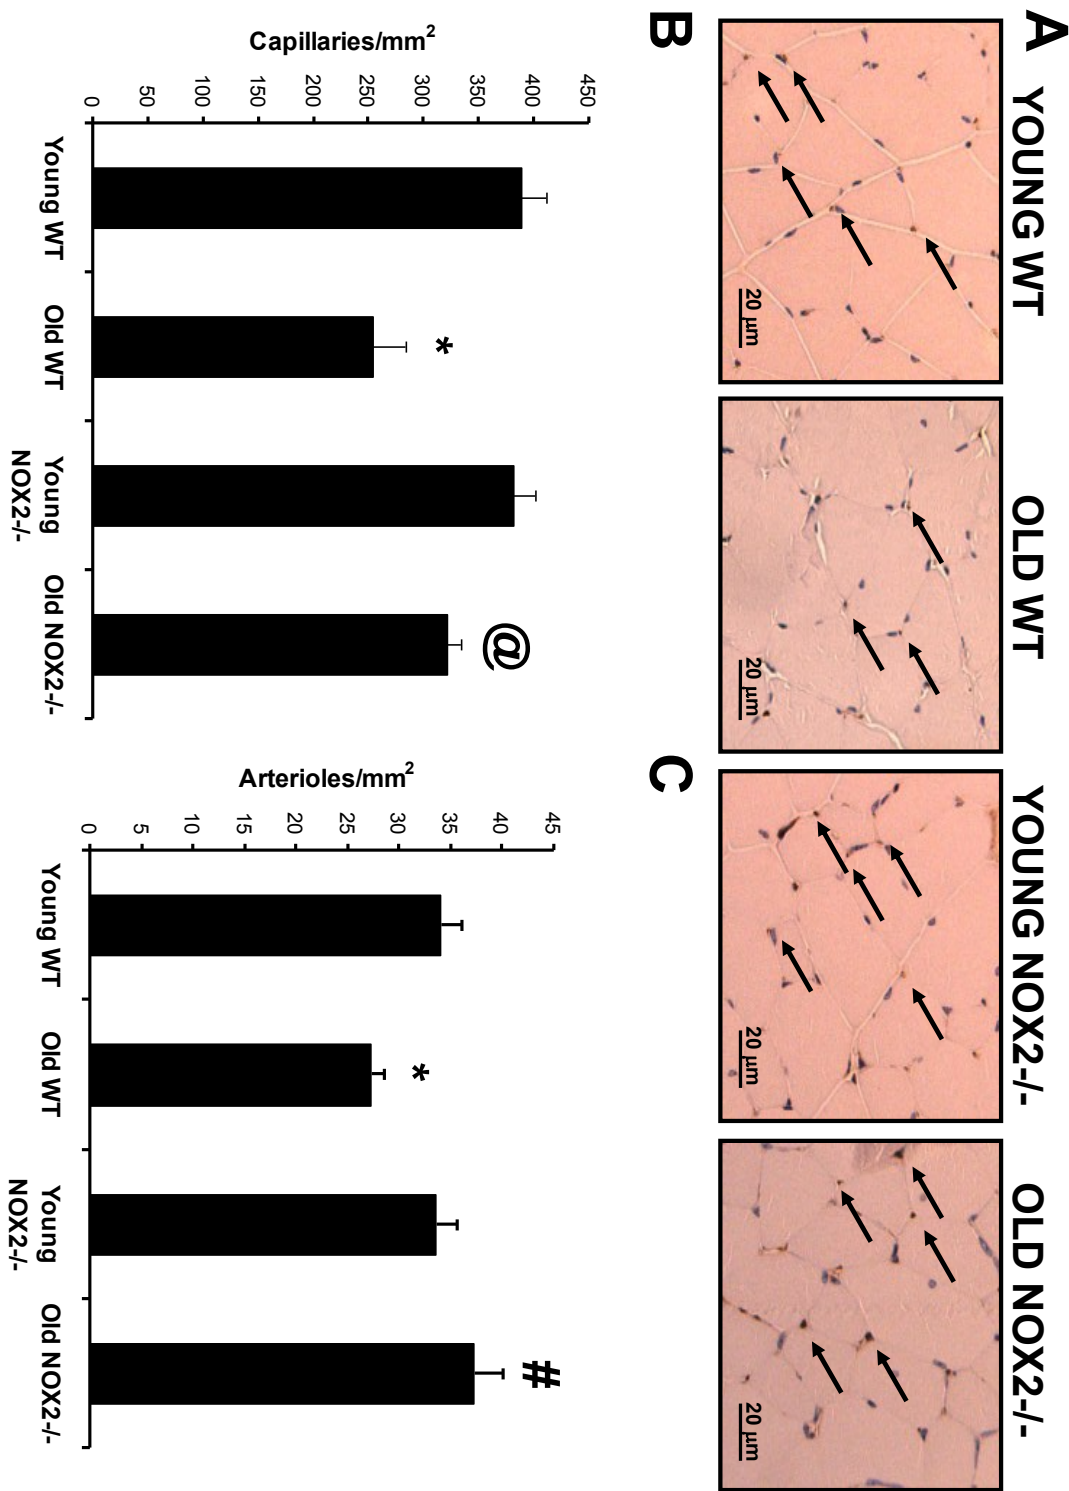 A
YOUNG WT
OLD WT
YOUNG NOX2-/-
OLD NOX2-/-
20 µm
20 µm
20 µm
20 µm
B
Capillaries/mm²
450
400
350
300
250
200
150
100
50
0
Young WT
Old WT
Young
NOX2-/-
Old NOX2-/-
*
@
C
Arterioles/mm²
45
40
35
30
25
20
15
10
5
0
Young WT
Old WT
Young
NOX2-/-
Old NOX2-/-
*
#